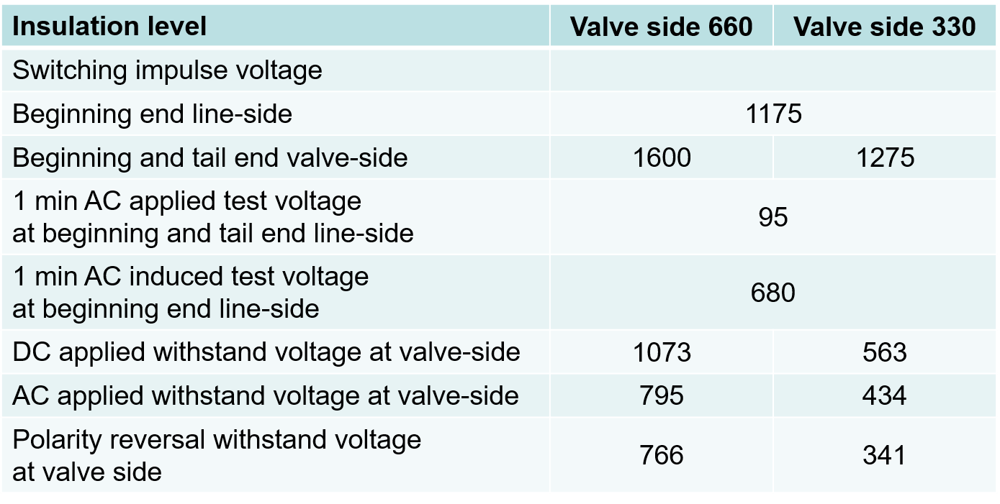 Insulation level Valve side 660 Valve side 330
Switching impulse voltage
Beginning end line-side 1175
Beginning and tail end valve-side 1600 1275
1 min AC applied test voltage
at beginning and tail end line-side 95
1 min AC induced test voltage
at beginning end line-side 680
DC applied withstand voltage at valve-side 1073 563
AC applied withstand voltage at valve-side 795 434
Polarity reversal withstand voltage
at valve side 766 341